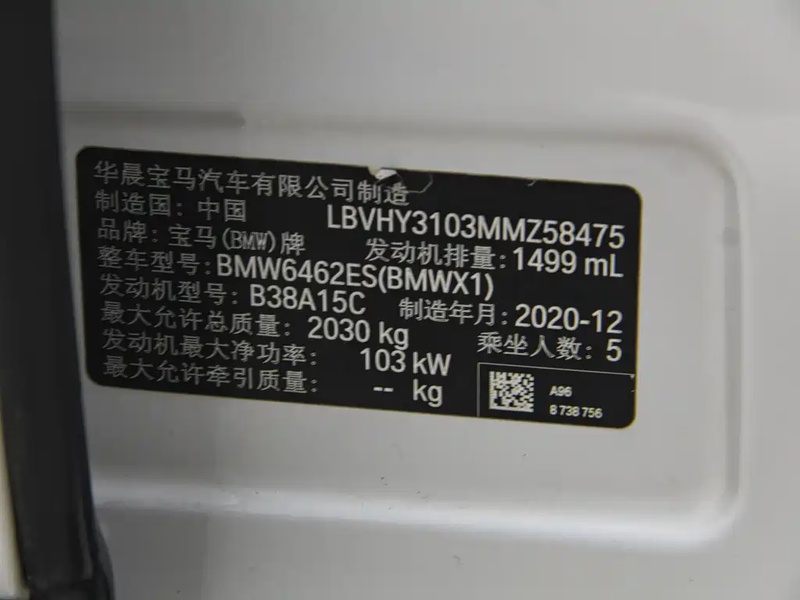 华晨宝马汽车有限公司制造
制造国: 中国 LBVHY3103MMZ58475
品牌: 宝马(BMW)牌 发动机排量: 1499 mL
整车型号: BMW6462ES(BMWX1)
发动机型号: B38A15C 制造年月: 2020-12
最大允许总质量: 2030 kg 乘坐人数: 5
发动机最大净功率: 103 kW
最大允许牵引质量: -- kg
A96
8 738 756